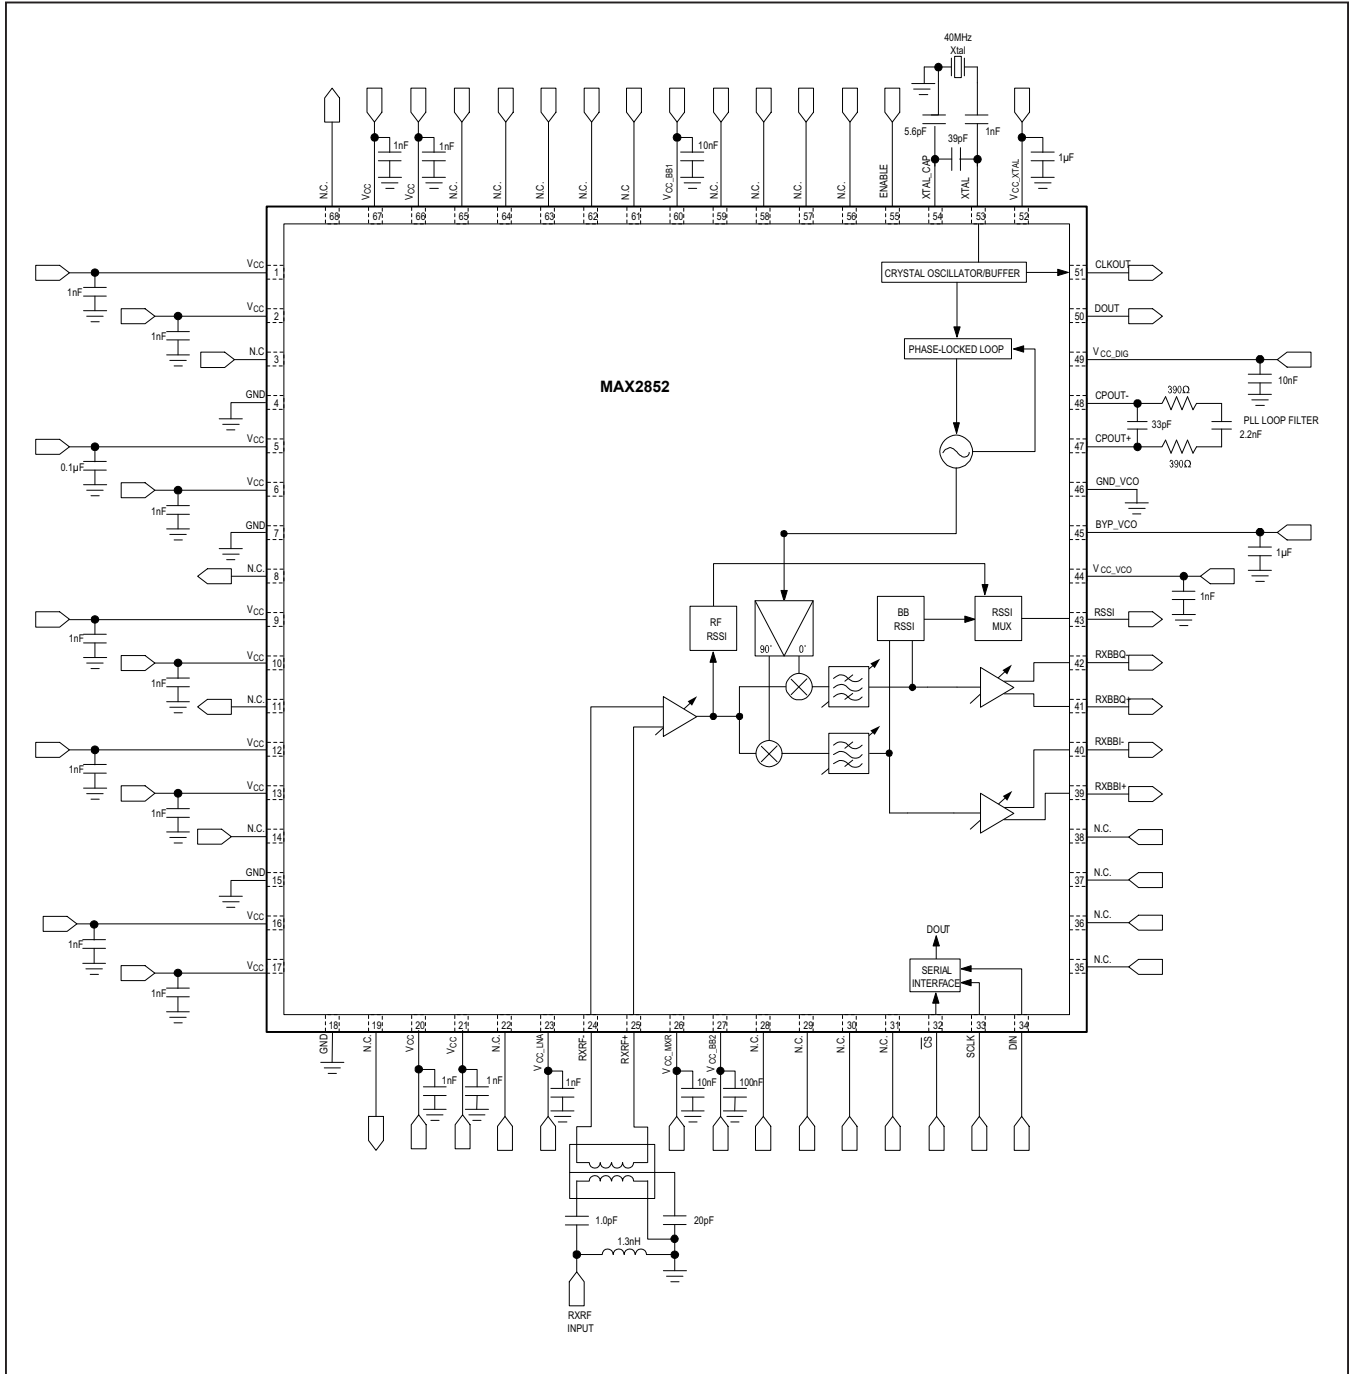 40MHz
Xtal
5.6pF
39pF
1nF
1nF
1nF
10nF
1µF
N.C.
VCC
VCC
N.C.
N.C.
N.C.
N.C.
N.C
VCC_BB1
N.C.
N.C.
N.C.
N.C.
ENABLE
XTAL_CAP
XTAL
VCC_XTAL
68
67
66
65
64
63
62
61
60
59
58
57
56
55
54
53
52
VCC
1
1nF
VCC
2
1nF
N.C
3
GND
4
VCC
5
0.1µF
VCC
6
1nF
GND
7
N.C.
8
VCC
9
1nF
VCC
10
1nF
N.C.
11
VCC
12
1nF
VCC
13
1nF
N.C.
14
GND
15
VCC
16
1nF
VCC
17
1nF
MAX2852
CRYSTAL OSCILLATOR/BUFFER
PHASE-LOCKED LOOP
RF
RSSI
90°
0°
BB
RSSI
RSSI
MUX
DOUT
SERIAL
INTERFACE
51
CLKOUT
50
DOUT
49
VCC_DIG
10nF
48
CPOUT-
390Ω
33pF
PLL LOOP FILTER
2.2nF
47
CPOUT+
390Ω
46
GND_VCO
45
BYP_VCO
1µF
44
VCC_VCO
1nF
43
RSSI
42
RXBBQ-
41
RXBBQ+
40
RXBBI-
39
RXBBI+
38
N.C.
37
N.C.
36
N.C.
35
N.C.
18
19
20
21
22
23
24
25
26
27
28
29
30
31
32
33
34
GND
N.C.
VCC
VCC
N.C.
VCC_LNA
RXRF-
RXRF+
VCC_MXR
VCC_BB2
N.C.
N.C.
N.C.
N.C.
CS
SCLK
DIN
1nF
1nF
1nF
10nF
100nF
1.0pF
20pF
1.3nH
RXRF
INPUT